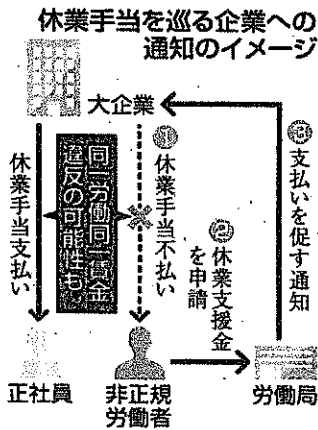 休業手当を巡る企業への
通知のイメージ
大企業
休業手当支払い
同一労働同一賃金
違反の可能性も
①休業手当不払い
②休業支援金
を申請
③支払いを促す通知
正社員
非正規
労働者
労働局